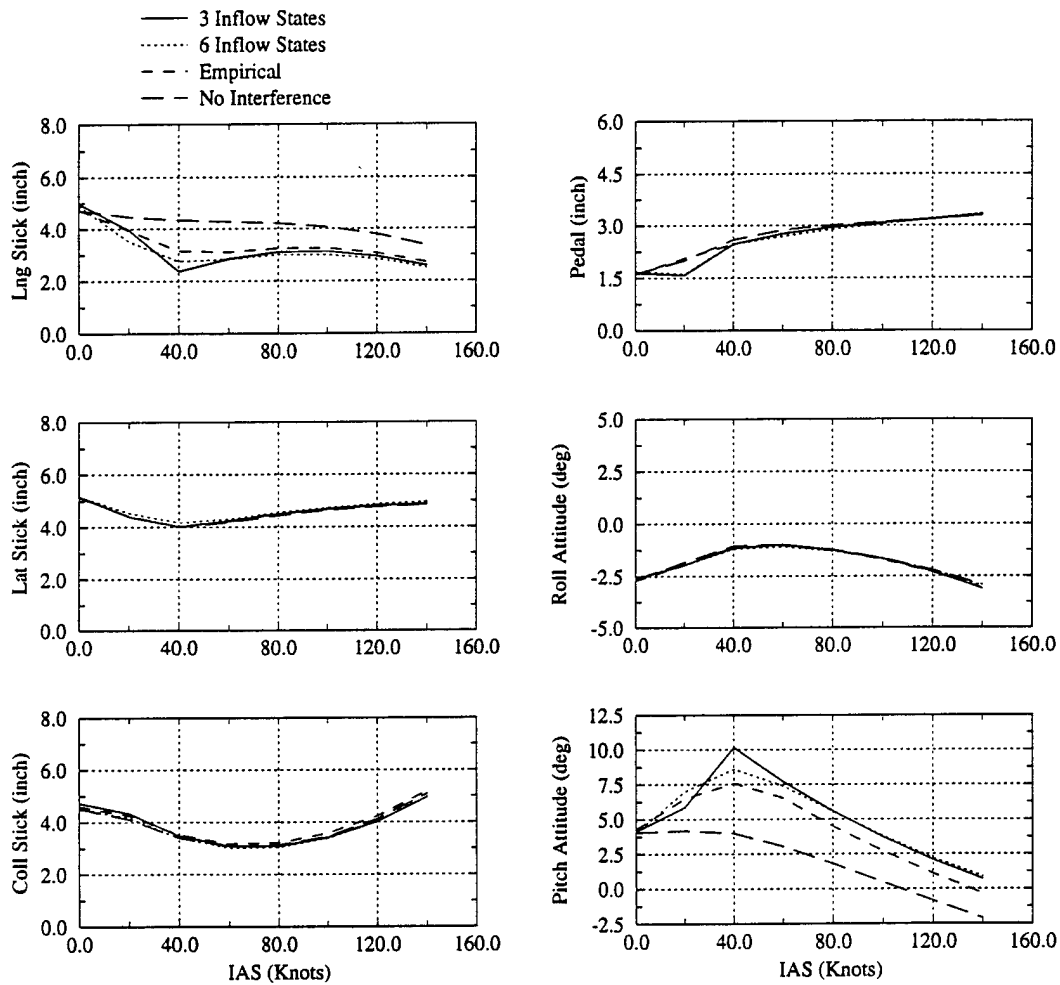 3 Inflow States
6 Inflow States
Empirical
No Interference
8.0
6.0
4.0
2.0
0.0
Lng Stick (inch)
0.0 40.0 80.0 120.0 160.0
6.0
4.5
3.0
1.5
0.0
Pedal (inch)
0.0 40.0 80.0 120.0 160.0
8.0
6.0
4.0
2.0
0.0
Lat Stick (inch)
0.0 40.0 80.0 120.0 160.0
5.0
2.5
0.0
-2.5
-5.0
Roll Attitude (deg)
0.0 40.0 80.0 120.0 160.0
8.0
6.0
4.0
2.0
0.0
Coll Stick (inch)
0.0 40.0 80.0 120.0 160.0
IAS (Knots)
12.5
10.0
7.5
5.0
2.5
0.0
-2.5
Pitch Attitude (deg)
0.0 40.0 80.0 120.0 160.0
IAS (Knots)